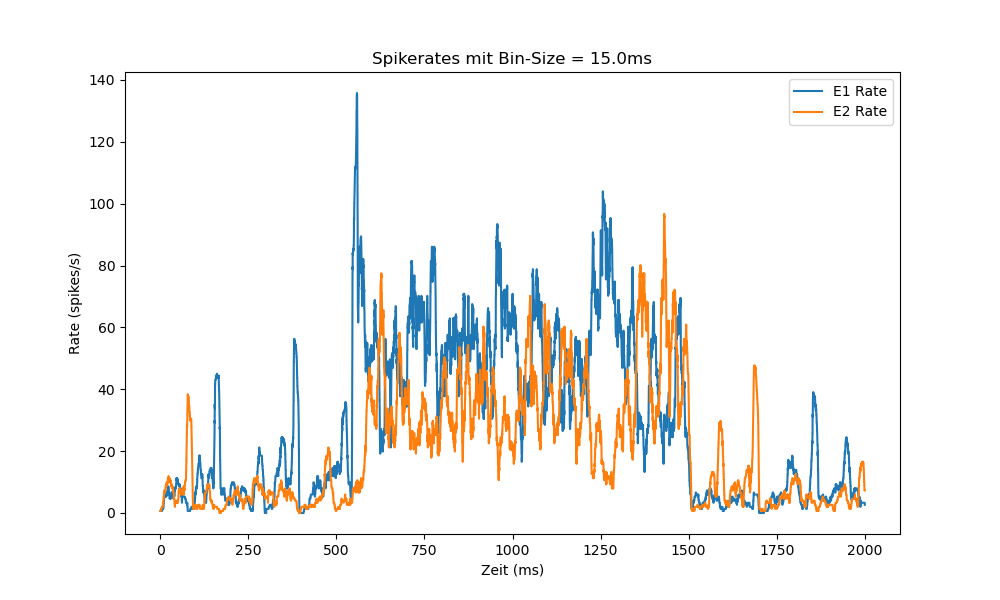 Spikerates mit Bin-Size = 15.0ms
E1 Rate
E2 Rate
140
120
100
80
60
40
20
0
Rate (spikes/s)
0 250 500 750 1000 1250 1500 1750 2000
Zeit (ms)